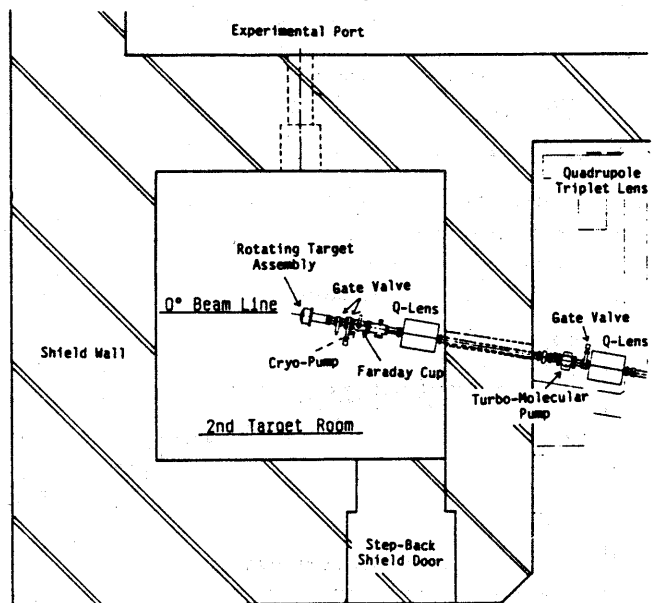 Experimental Port
Quadrupole
Triplet Lens
Rotating Target
Assembly
Gate Valve
0° Beam Line
Q-Lens
Gate Valve
Q-Lens
Shield Wall
Cryo-Pump
Faraday Cup
Turbo-Molecular
Pump
2nd Target Room
Step-Back
Shield Door